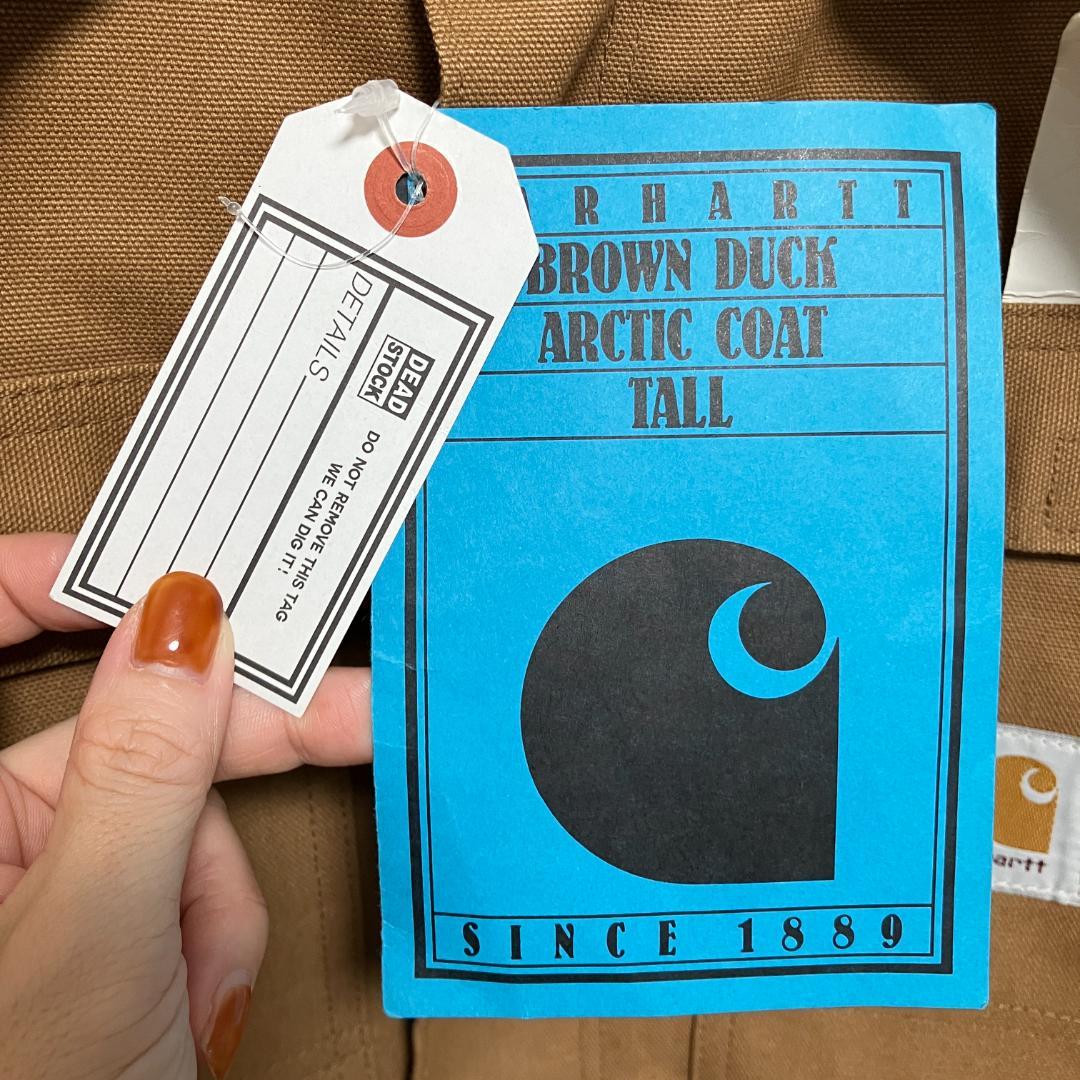 DETAILS
DEAD
STOCK
DO NOT REMOVE THIS TAG
WE CAN DIG IT!
RHARTT
BROWN DUCK
ARCTIC COAT
TALL
SINCE 1889
artt